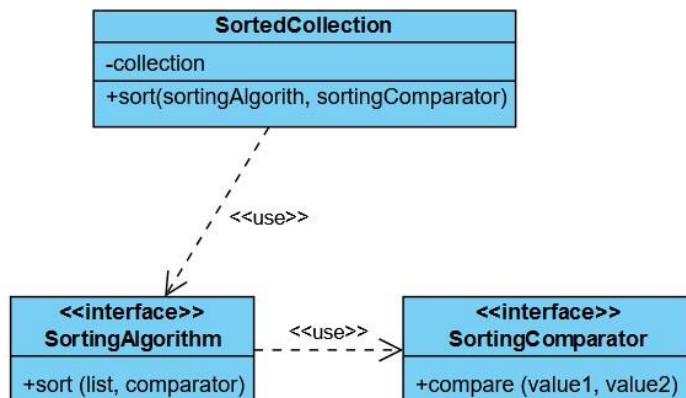 SortedCollection
-collection
+sort(sortingAlgorith, sortingComparator)
<<use>>
<<interface>>
SortingAlgorithm
+sort (list, comparator)
<<use>>
<<interface>>
SortingComparator
+compare (value1, value2)